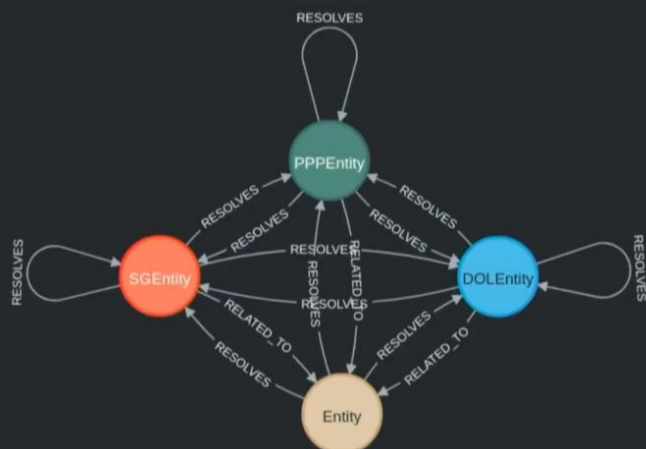 RESOLVES
PPPEntity
RESOLVES
RESOLVES
RESOLVES
RESOLVES
RESOLVES
RESOLVES
RELATED_TO
RESOLVES
SGEntity
DOLEntity
RESOLVES
RESOLVES
RESOLVES
RELATED_TO
RESOLVES
RESOLVES
RELATED_TO
Entity